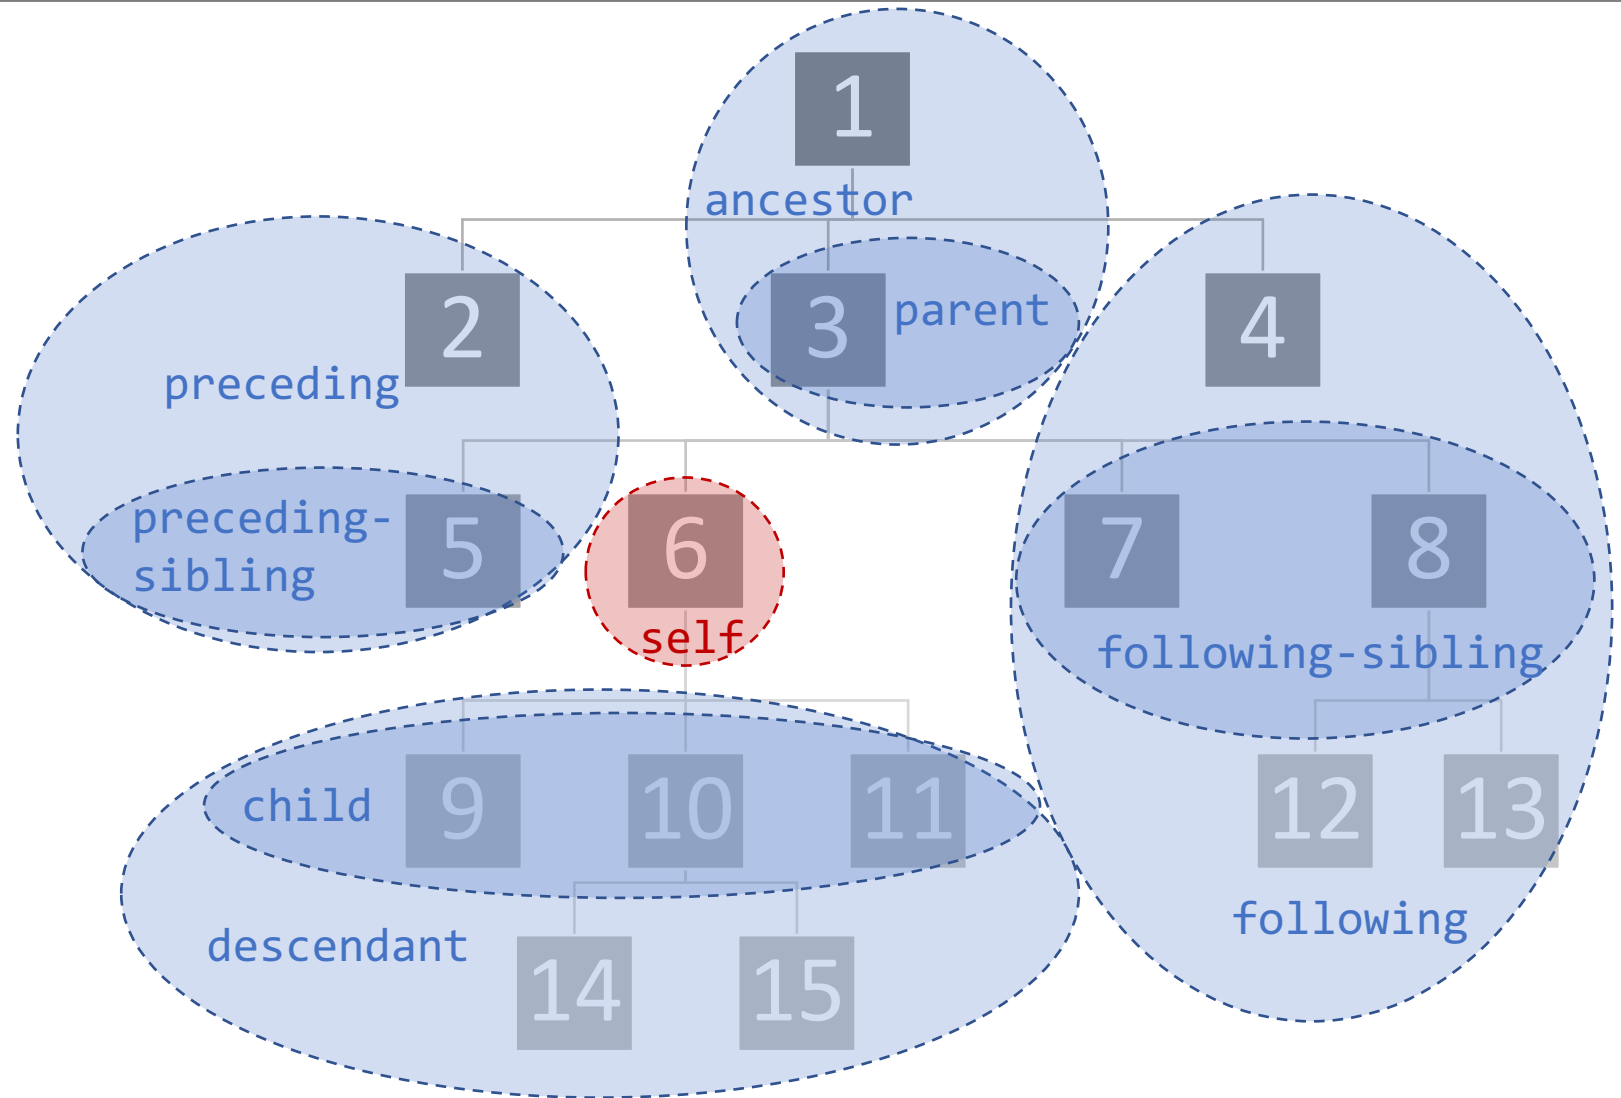 1
ancestor
2
3
parent
4
preceding
preceding-
sibling
5
6
self
7
8
following-sibling
child
9
10
11
12
13
following
descendant
14
15